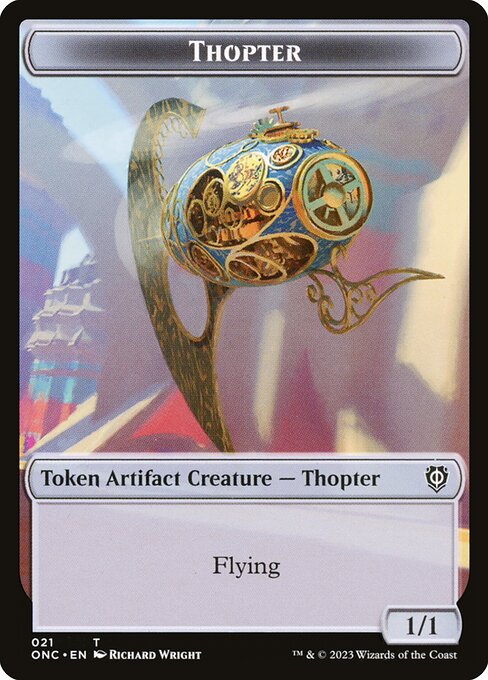 Thopter
Token Artifact Creature — Thopter
Flying
1/1
021 T
ONC • EN Richard Wright
™ & © 2023 Wizards of the Coast